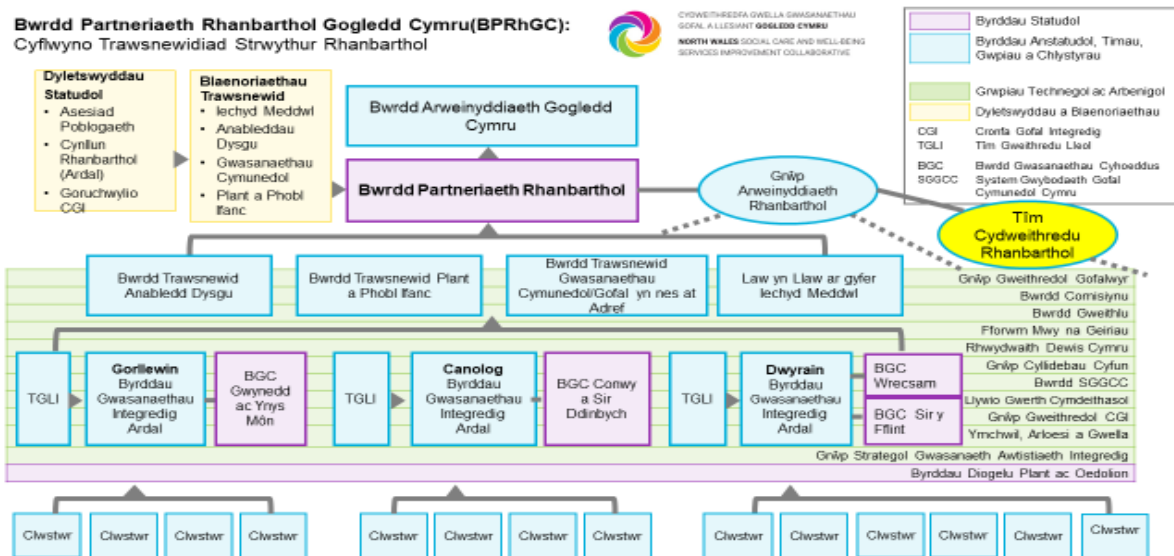 Bwrdd Partneriaeth Rhanbarthol Gogledd Cymru(BPRhGC):
Cyflwyno Trawsnewidiad Strwythur Rhanbarthol
CYDWEITHREDFA GWELLA GWASANAETHAU
GOFAL A LLESIANT GOGLEDD CYMRU
NORTH WALES SOCIAL CARE AND WELL-BEING
SERVICES IMPROVEMENT COLLABORATIVE
Byrddau Statudol
Byrddau Anstatudol, Timau,
Gwpiau a Chlystyrau
Grwpiau Technegol ac Arbenigol
Dyletswyddau a Blaenoriaethau
CGI Cronfa Gofal Integredig
TGLI Tîm Gweithredu Lleol
BGC Bwrdd Gwasanaethau Cyhoeddus
SGGCC System Gwybodaeth Gofal
Cymunedol Cymru
Dyletswyddau
Statudol
• Asesiad
Poblogaeth
• Cynllun
Rhanbarthol
(Ardal)
• Goruchwylio
CGI
Blaenoriaethau
Trawsnewid
• Iechyd Meddwl
• Anableddau
Dysgu
• Gwasanaethau
Cymunedol
• Plant a Phobl
Ifanc
Bwrdd Arweinyddiaeth Gogledd
Cymru
Bwrdd Partneriaeth Rhanbarthol
Grŵp
Arweinyddiaeth
Rhanbarthol
Tîm
Cydweithredu
Rhanbarthol
Bwrdd Trawsnewid
Anabledd Dysgu
Bwrdd Trawsnewid Plant
a Phobl Ifanc
Bwrdd Trawsnewid
Gwasanaethau
Cymunedol/Gofal yn nes at
Adref
Law yn Llaw ar gyfer
Iechyd Meddwl
Grŵp Gweithredol Gofalwyr
Bwrdd Comisiynu
Bwrdd Gweithlu
Fforwm Mwy na Geiriau
Rhwydwaith Dewis Cymru
Grŵp Cyllidebau Cyfun
Bwrdd SGGCC
Llywio Gwerth Cymdeithasol
Grŵp Gweithredol CGI
Ymchwil, Arloesi a Gwella
Grŵp Strategol Gwasanaeth Awtistiaeth Integredig
Byrddau Diogelu Plant ac Oedolion
TGLI
Gorllewin
Byrddau
Gwasanaethau
Integredig
Ardal
BGC
Gwynedd
ac Ynys
Môn
TGLI
Canolog
Byrddau
Gwasanaethau
Integredig
Ardal
BGC Conwy
a Sir
Ddinbych
TGLI
Dwyrain
Byrddau
Gwasanaethau
Integredig
Ardal
BGC
Wrecsam
BGC Sir y
Fflint
Clwstwr Clwstwr Clwstwr Clwstwr Clwstwr Clwstwr Clwstwr Clwstwr Clwstwr Clwstwr Clwstwr Clwstwr Clwstwr Clwstwr